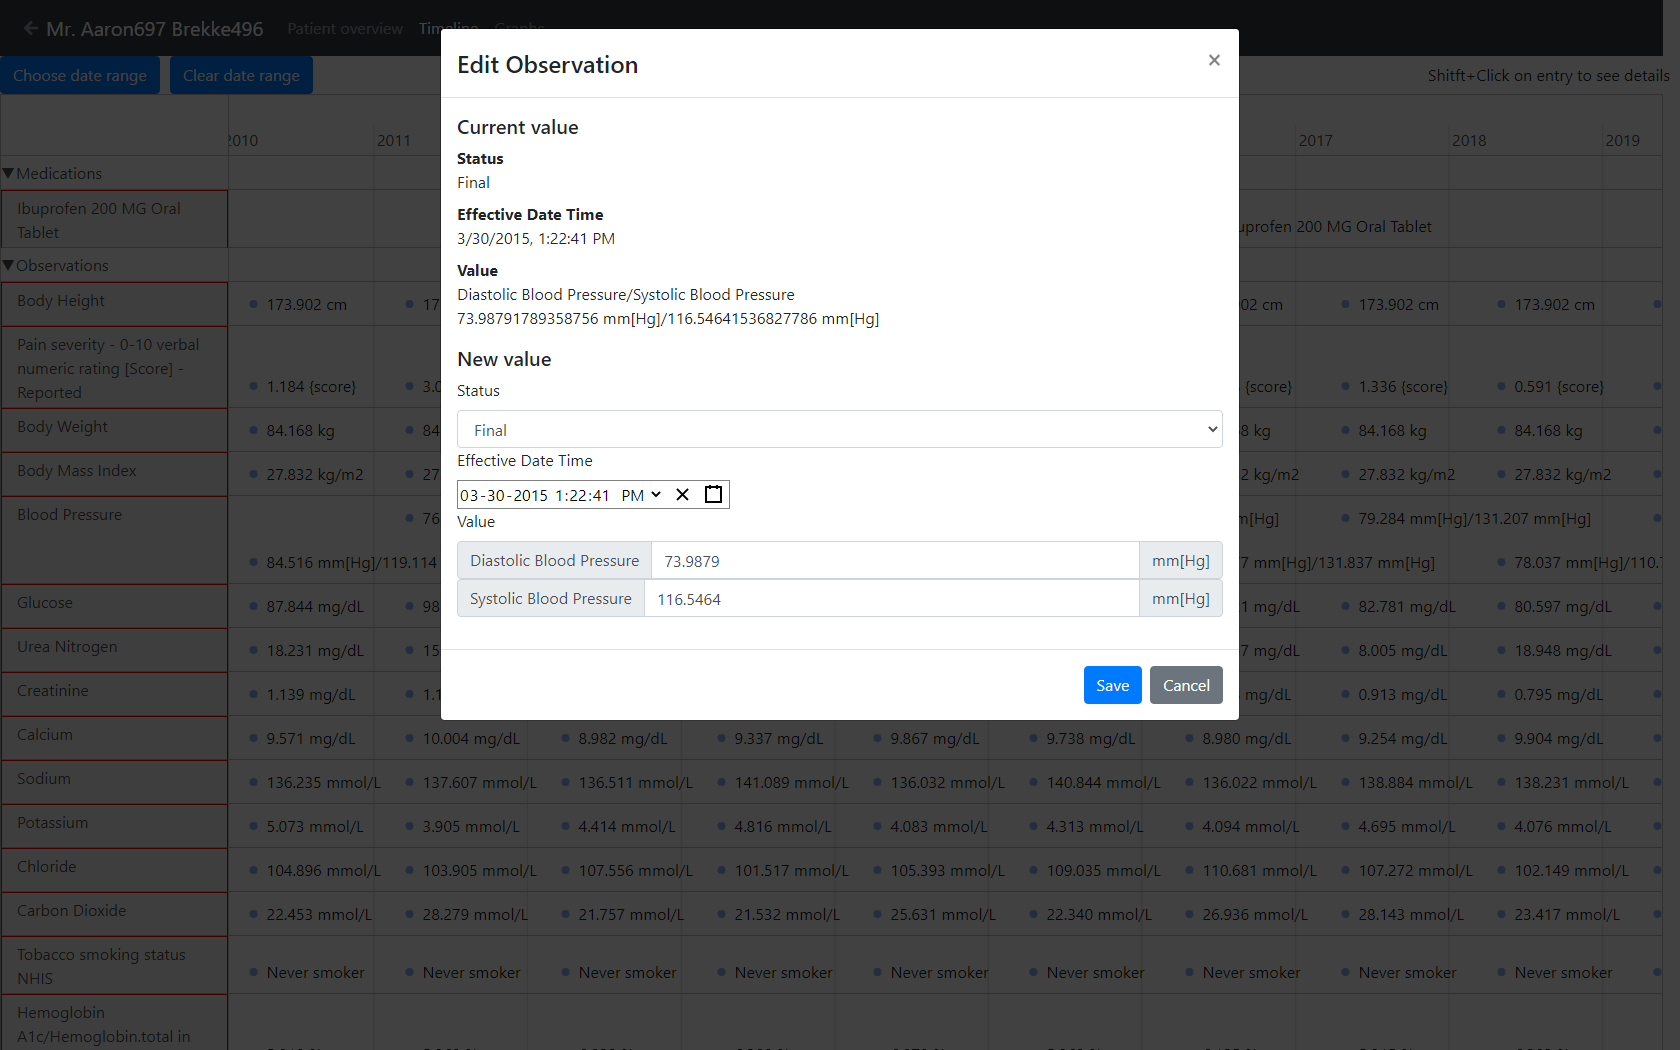 Mr. Aaron697 Brekke496 Patient overview Timeline Graphs
Choose date range Clear date range Shitft+Click on entry to see details
2010 2011 2017 2018 2019
Medications
Ibuprofen 200 MG Oral
Tablet
uprofen 200 MG Oral Tablet
Observations
Body Height 173.902 cm 17 02 cm 173.902 cm 173.902 cm
Pain severity - 0-10 verbal
numeric rating [Score] -
Reported 1.184 {score} 3.0 {score} 1.336 {score} 0.591 {score}
Body Weight 84.168 kg 84 8 kg 84.168 kg 84.168 kg
Body Mass Index 27.832 kg/m2 27 2 kg/m2 27.832 kg/m2 27.832 kg/m2
Blood Pressure 76 m[Hg] 79.284 mm[Hg]/131.207 mm[Hg]
84.516 mm[Hg]/119.114 7 mm[Hg]/131.837 mm[Hg] 78.037 mm[Hg]/110.7
Glucose 87.844 mg/dL 98 1 mg/dL 82.781 mg/dL 80.597 mg/dL
Urea Nitrogen 18.231 mg/dL 15 7 mg/dL 8.005 mg/dL 18.948 mg/dL
Creatinine 1.139 mg/dL 1.1 mg/dL 0.913 mg/dL 0.795 mg/dL
Calcium 9.571 mg/dL 10.004 mg/dL 8.982 mg/dL 9.337 mg/dL 9.867 mg/dL 9.738 mg/dL 8.980 mg/dL 9.254 mg/dL 9.904 mg/dL
Sodium 136.235 mmol/L 137.607 mmol/L 136.511 mmol/L 141.089 mmol/L 136.032 mmol/L 140.844 mmol/L 136.022 mmol/L 138.884 mmol/L 138.231 mmol/L
Potassium 5.073 mmol/L 3.905 mmol/L 4.414 mmol/L 4.816 mmol/L 4.083 mmol/L 4.313 mmol/L 4.094 mmol/L 4.695 mmol/L 4.076 mmol/L
Chloride 104.896 mmol/L 103.905 mmol/L 107.556 mmol/L 101.517 mmol/L 105.393 mmol/L 109.035 mmol/L 110.681 mmol/L 107.272 mmol/L 102.149 mmol/L
Carbon Dioxide 22.453 mmol/L 28.279 mmol/L 21.757 mmol/L 21.532 mmol/L 25.631 mmol/L 22.340 mmol/L 26.936 mmol/L 28.143 mmol/L 23.417 mmol/L
Tobacco smoking status
NHIS Never smoker Never smoker Never smoker Never smoker Never smoker Never smoker Never smoker Never smoker Never smoker
Hemoglobin
A1c/Hemoglobin.total in
Edit Observation ×
Current value
Status
Final
Effective Date Time
3/30/2015, 1:22:41 PM
Value
Diastolic Blood Pressure/Systolic Blood Pressure
73.98791789358756 mm[Hg]/116.54641536827786 mm[Hg]
New value
Status
Final
Effective Date Time
03-30-2015 1:22:41 PM
Value
Diastolic Blood Pressure 73.9879 mm[Hg]
Systolic Blood Pressure 116.5464 mm[Hg]
Save Cancel